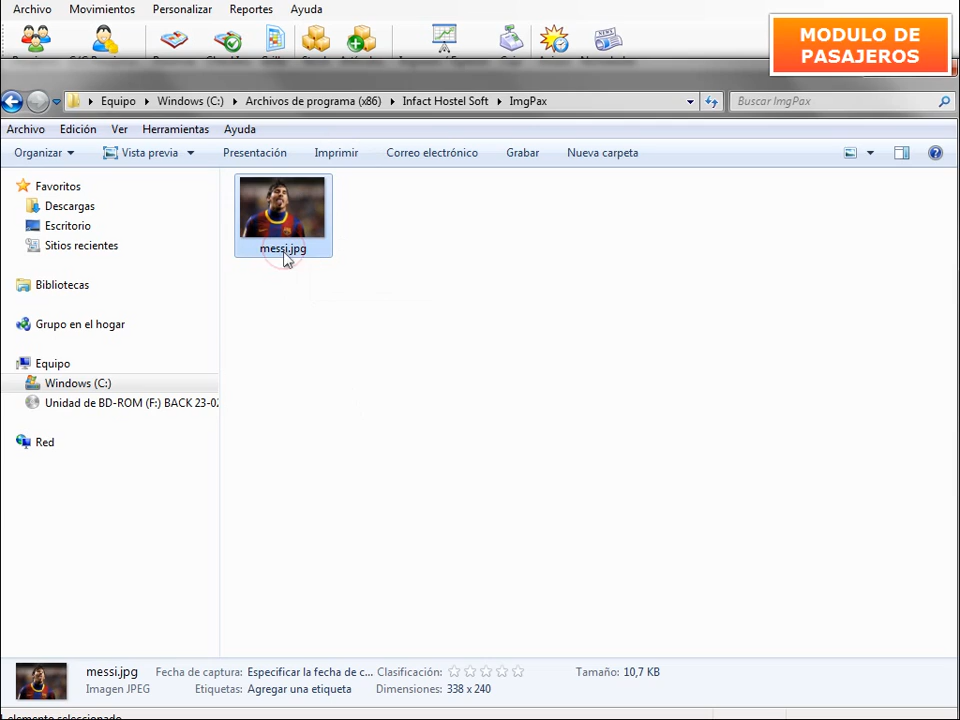 Archivo Movimientos Personalizar Reportes Ayuda
MODULO DE
PASAJEROS
Equipo Windows (C:) Archivos de programa (x86) Infact Hostel Soft ImgPax Buscar ImgPax
Archivo Edición Ver Herramientas Ayuda
Organizar Vista previa Presentación Imprimir Correo electrónico Grabar Nueva carpeta
Favoritos
Descargas
Escritorio
Sitios recientes
Bibliotecas
Grupo en el hogar
Equipo
Windows (C:)
Unidad de BD-ROM (F:) BACK 23-02
Red
messi.jpg
messi.jpg Fecha de captura: Especificar la fecha de c... Clasificación: Tamaño: 10,7 KB
Imagen JPEG Etiquetas: Agregar una etiqueta Dimensiones: 338 x 240
elemento seleccionado